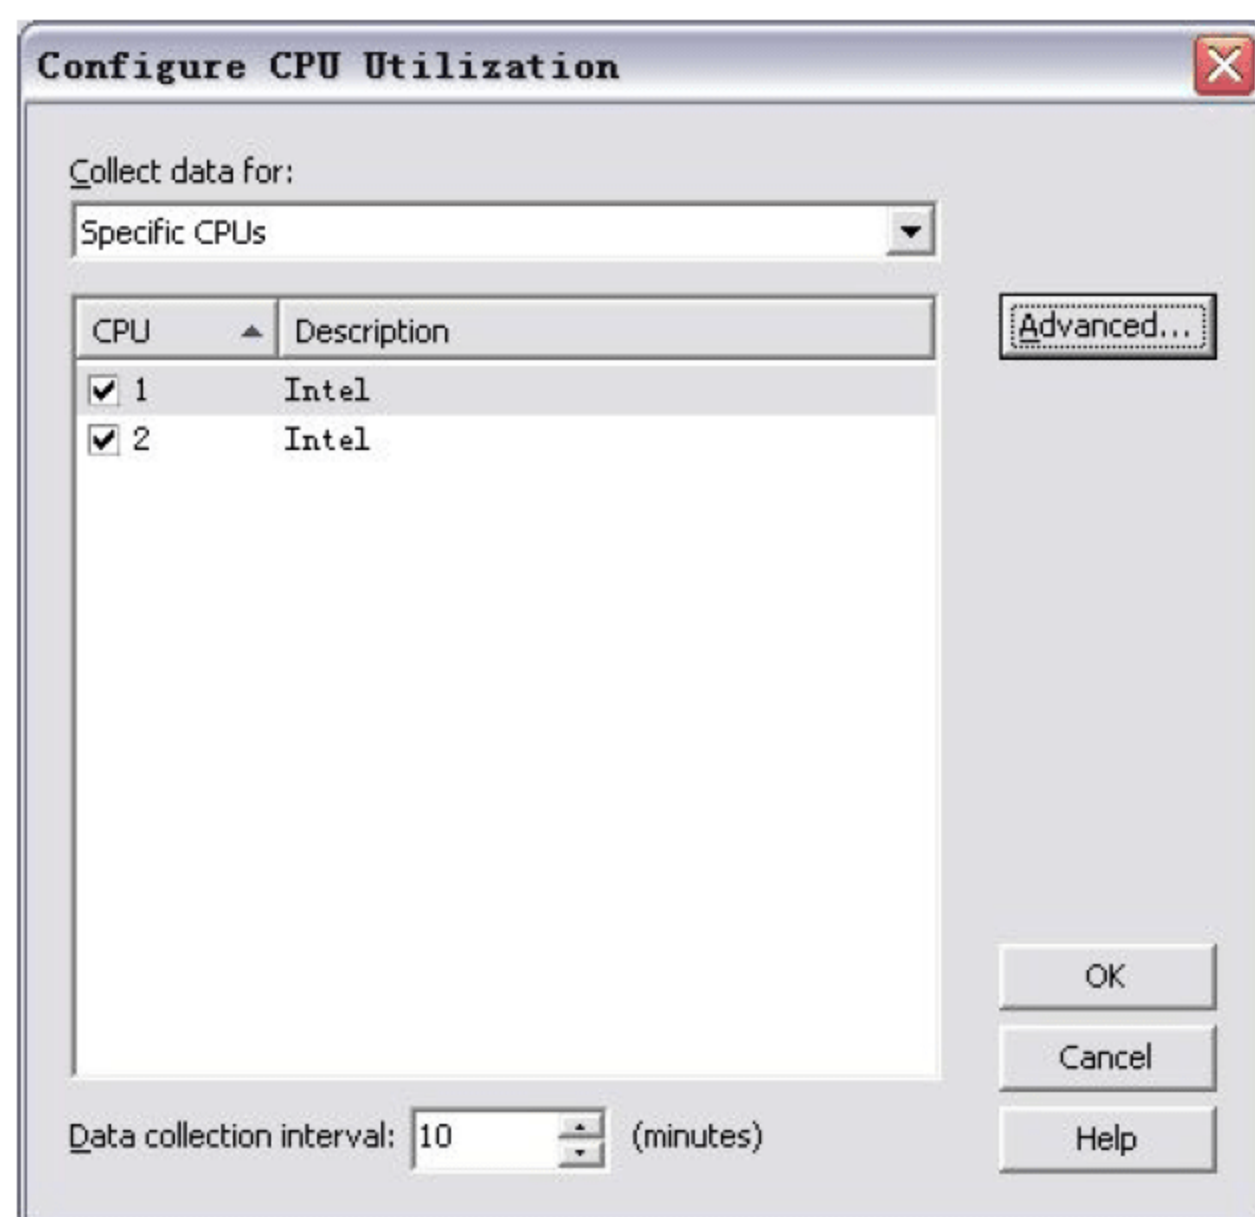 Configure CPU Utilization
Collect data for:
Specific CPUs
CPU Description
Advanced...
1 Intel
2 Intel
OK
Cancel
Data collection interval: 10 (minutes)
Help